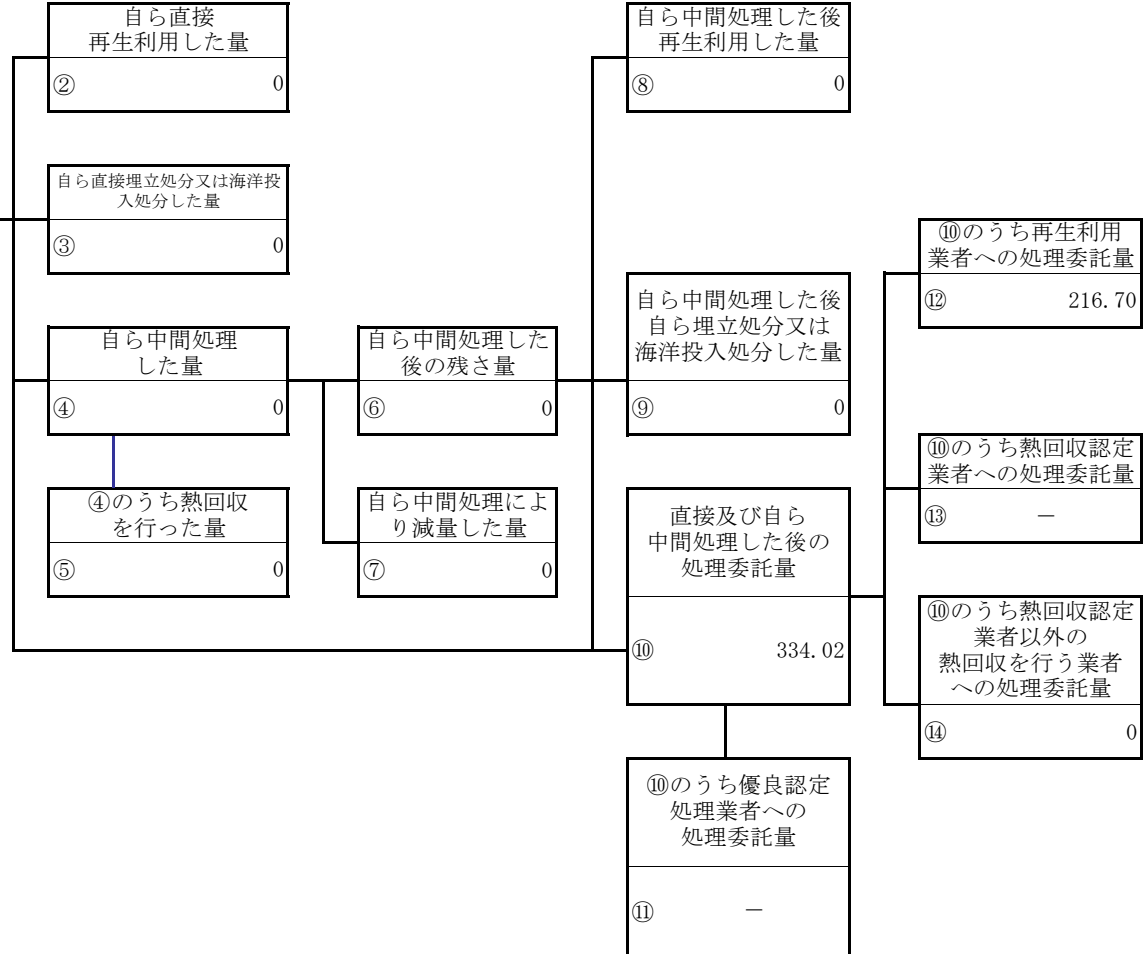 自ら直接
再生利用した量
② 0
自ら直接埋立処分又は海洋投
入処分した量
③ 0
自ら中間処理
した量
④ 0
④のうち熱回収
を行った量
⑤ 0
自ら中間処理した
後の残さ量
⑥ 0
自ら中間処理によ
り減量した量
⑦ 0
自ら中間処理した後
再生利用した量
⑧ 0
自ら中間処理した後
自ら埋立処分又は
海洋投入処分した量
⑨ 0
直接及び自ら
中間処理した後の
処理委託量
⑩ 334.02
⑩のうち優良認定
処理業者への
処理委託量
⑪ －
⑩のうち再生利用
業者への処理委託量
⑫ 216.70
⑩のうち熱回収認定
業者への処理委託量
⑬ －
⑩のうち熱回収認定
業者以外の
熱回収を行う業者
への処理委託量
⑭ 0